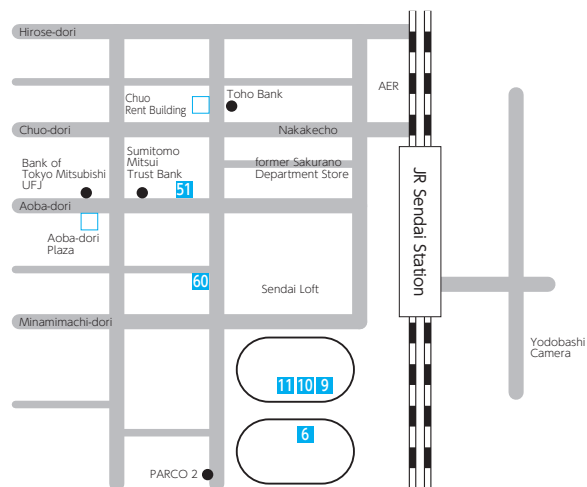 Hirose-dori
AER
Chuo
Rent Building
Toho Bank
Chuo-dori
Nakakecho
Bank of
Tokyo Mitsubishi
UFJ
Sumitomo
Mitsui
Trust Bank
51
former Sakurano
Department Store
JR Sendai Station
Aoba-dori
Aoba-dori
Plaza
60
Sendai Loft
Minamimachi-dori
Yodobashi
Camera
11 10 9
6
PARCO 2